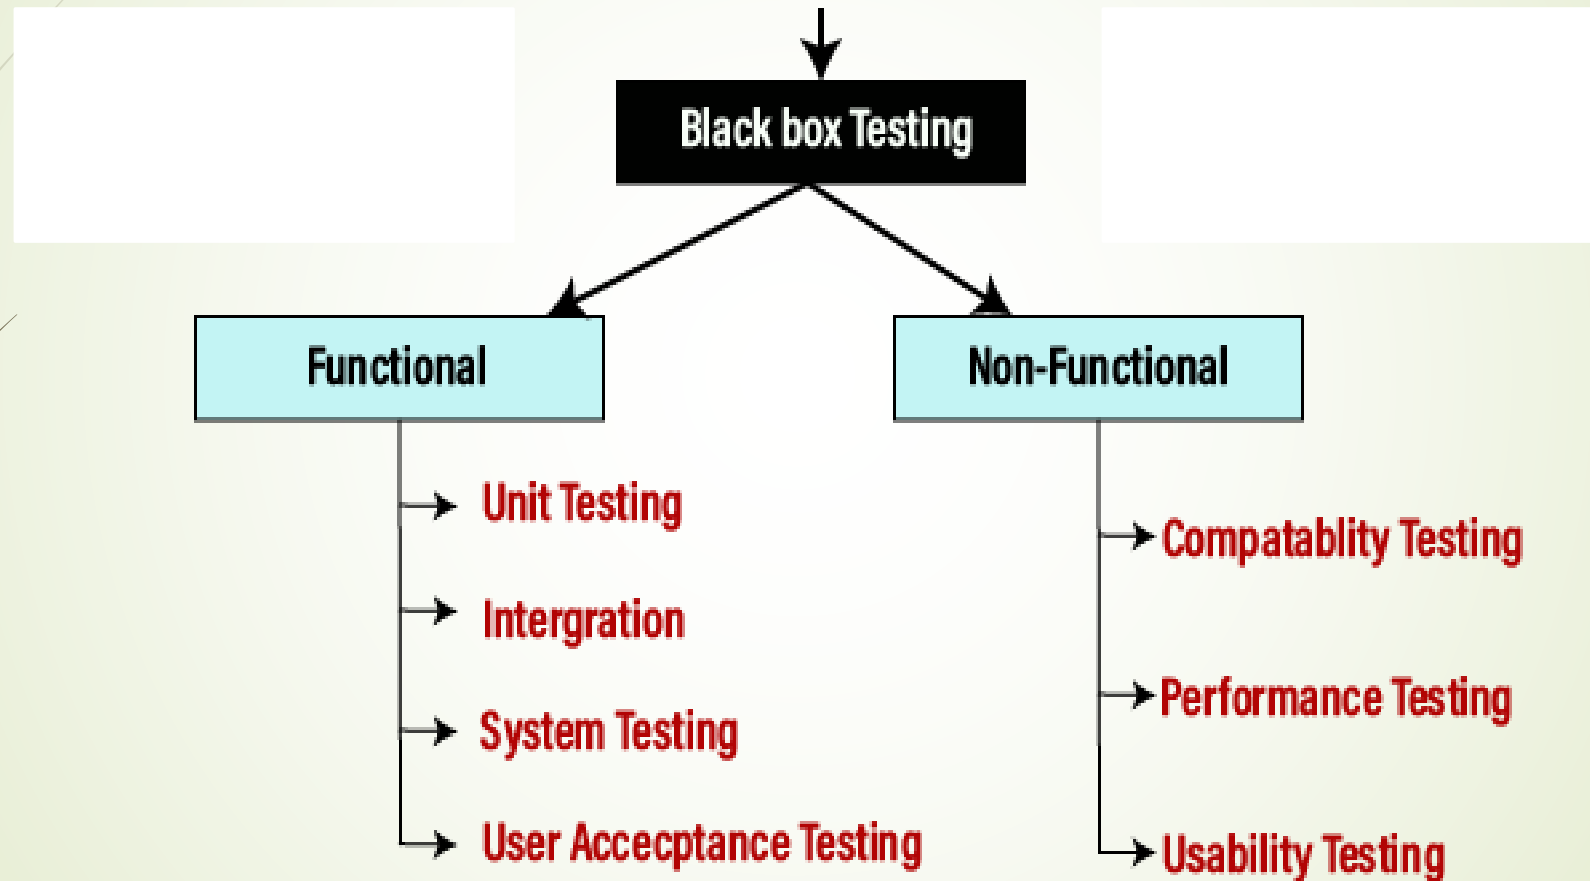 Black box Testing
Functional
Non-Functional
Unit Testing
Intergration
System Testing
User Accecptance Testing
Compatablity Testing
Performance Testing
Usability Testing